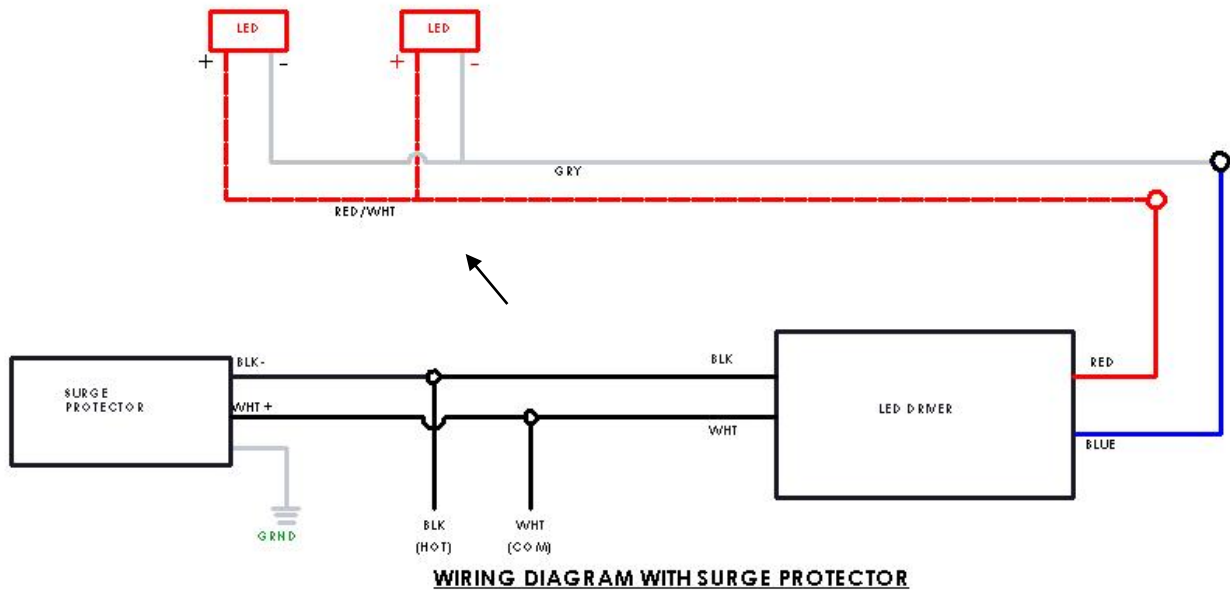 LED
LED
+
-
+
-
GRY
RED/WHT
BLK-
BLK
RED
SURGE
PROTECTOR
WHT+
LED DRIVER
WHT
BLUE
GRND
BLK
(HOT)
WHT
(COM)
WIRING DIAGRAM WITH SURGE PROTECTOR